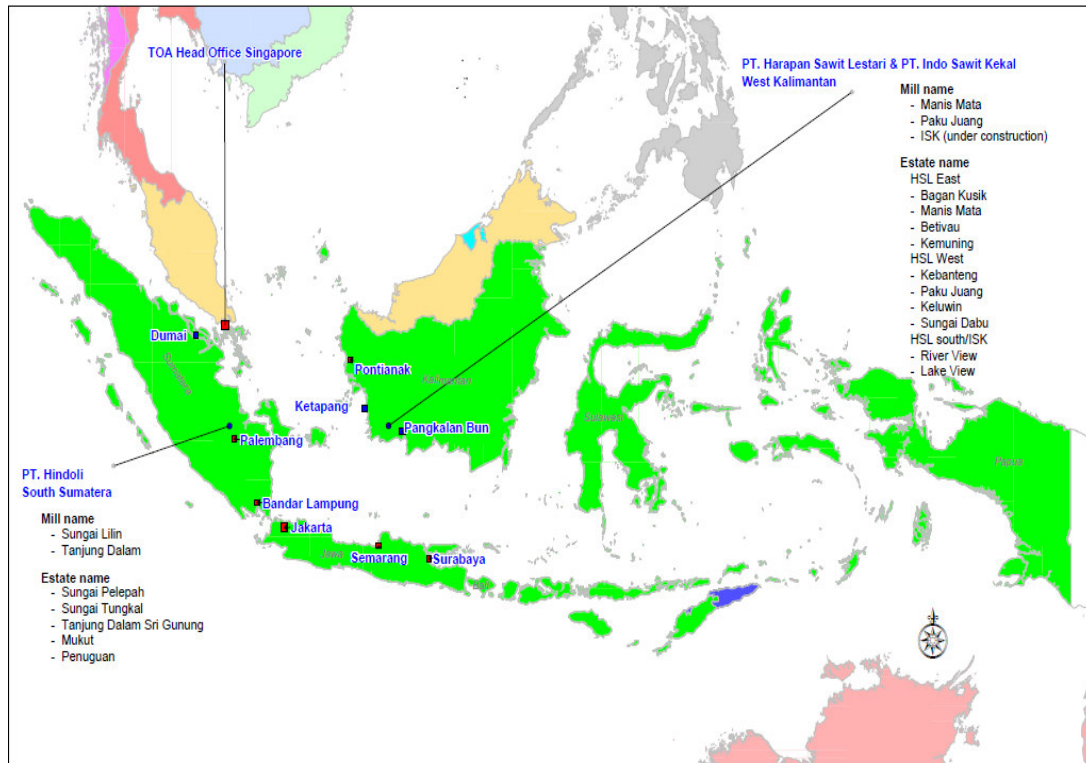 TOA Head Office Singapore
PT. Harapan Sawit Lestari & PT. Indo Sawit Kekal
West Kalimantan
Mill name
- Manis Mata
- Paku Juang
- ISK (under construction)
Estate name
HSL East
- Bagan Kusik
- Manis Mata
- Betivau
- Kemuning
HSL West
- Kebanteng
- Paku Juang
- Keluwin
- Sungai Dabu
HSL south/ISK
- River View
- Lake View
Dumai
Pontianak
Kalimantan
Ketapang
Pangkalan Bun
Sulawesi
Papua
Palembang
PT. Hindoli
South Sumatera
Mill name
- Sungai Lilin
- Tanjung Dalam
Estate name
- Sungai Pelepah
- Sungai Tungkal
- Tanjung Dalam Sri Gunung
- Mukut
- Penuguan
Bandar Lampung
Jakarta
Jawa
Semarang
Surabaya
Bali